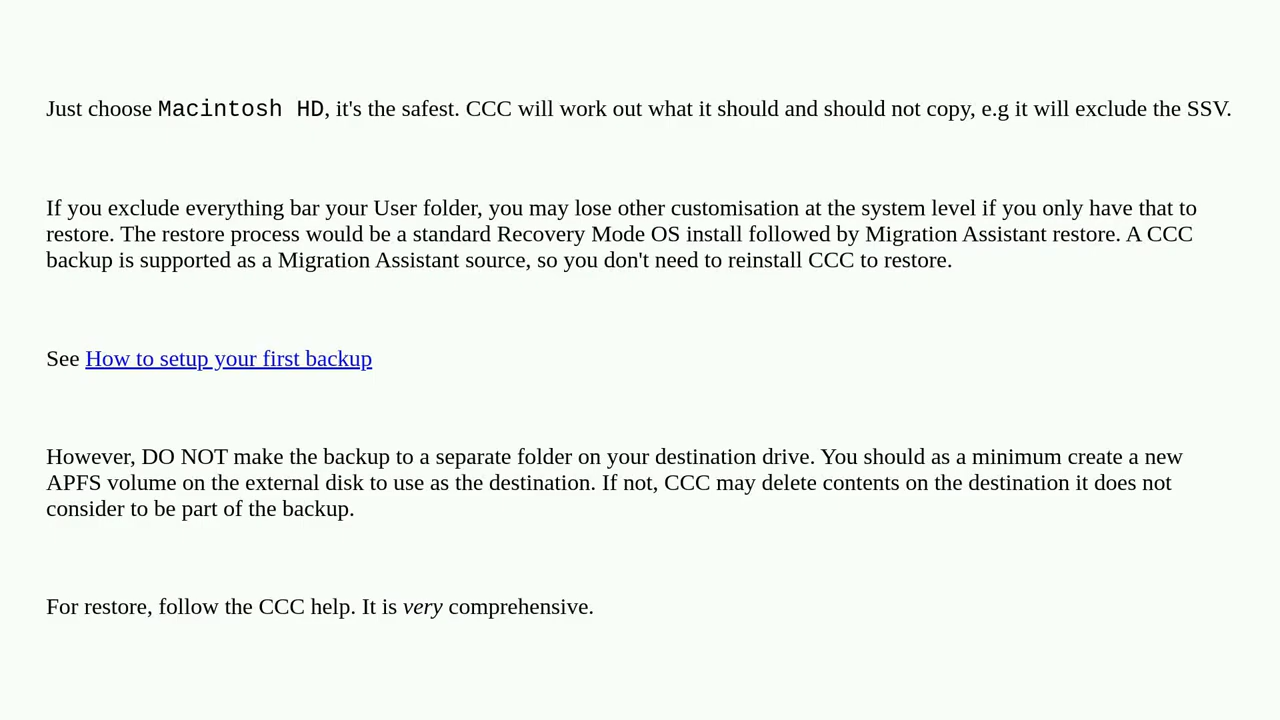 Just choose Macintosh HD, it's the safest. CCC will work out what it should and should not copy, e.g it will exclude the SSV.
If you exclude everything bar your User folder, you may lose other customisation at the system level if you only have that to
restore. The restore process would be a standard Recovery Mode OS install followed by Migration Assistant restore. A CCC
backup is supported as a Migration Assistant source, so you don't need to reinstall CCC to restore.
See How to setup your first backup
However, DO NOT make the backup to a separate folder on your destination drive. You should as a minimum create a new
APFS volume on the external disk to use as the destination. If not, CCC may delete contents on the destination it does not
consider to be part of the backup.
For restore, follow the CCC help. It is very comprehensive.